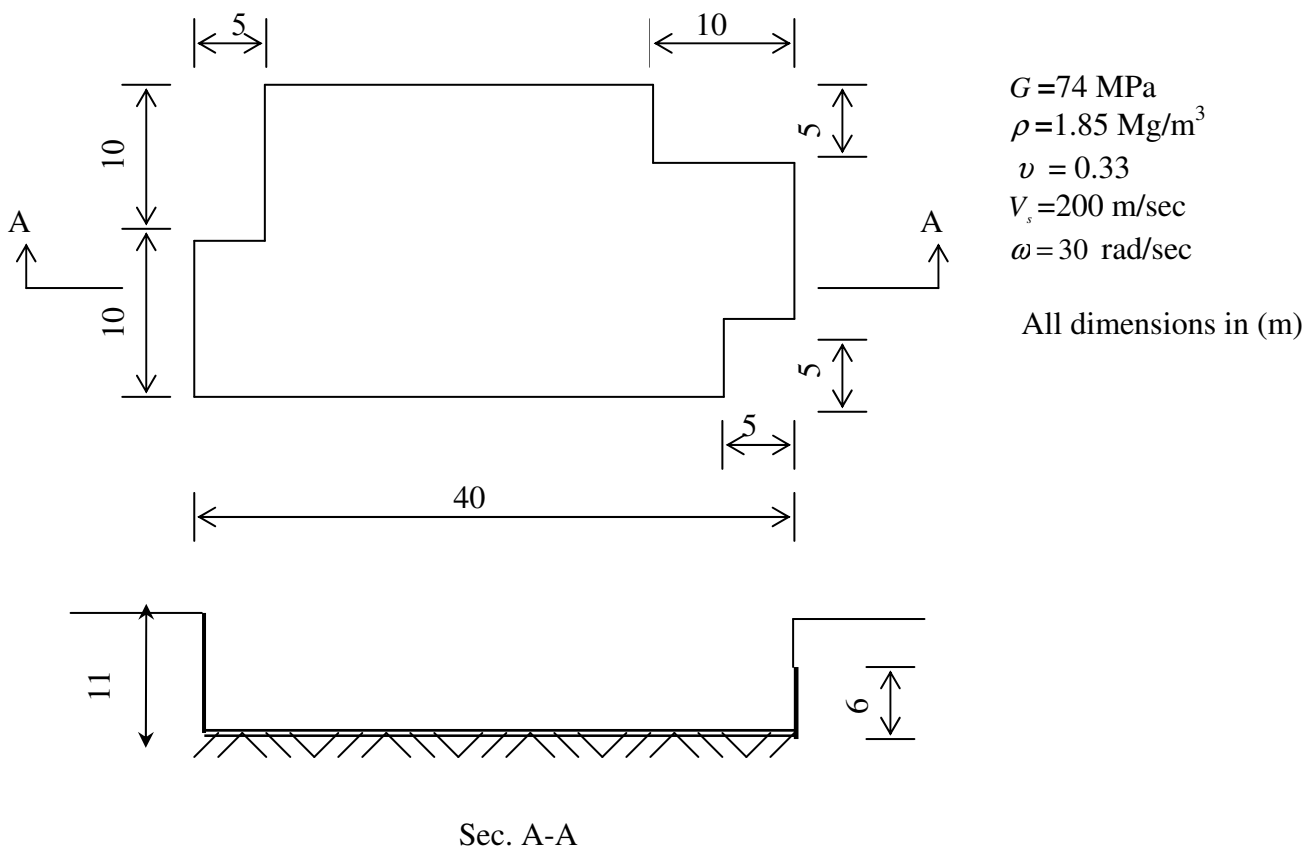 5
10
G =74 MPa
ρ =1.85 Mg/m³
υ = 0.33
Vₛ =200 m/sec
ω = 30 rad/sec
All dimensions in (m)
10
5
A
A
10
5
5
40
11
6
Sec. A-A